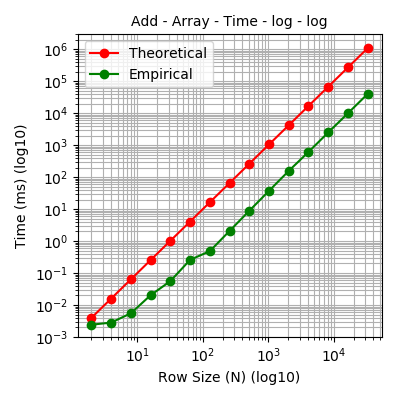 Add - Array - Time - log - log
Theoretical
Empirical
Time (ms) (log10)
10⁶
10⁵
10⁴
10³
10²
10¹
10⁰
10⁻¹
10⁻²
10⁻³
10¹ 10² 10³ 10⁴
Row Size (N) (log10)